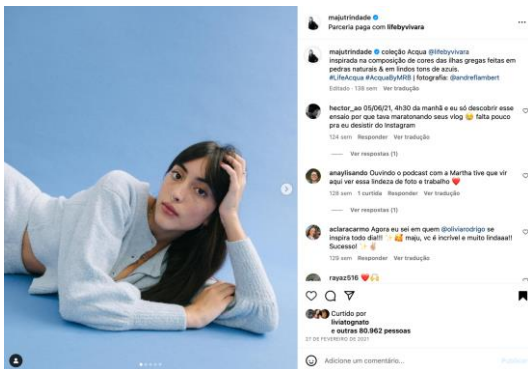 majutrindade
Parceria paga com lifebyvivara
majutrindade coleção Acqua @lifebyvivara
inspirada na composição de cores das ilhas gregas feitas em
pedras naturais & em lindos tons de azuis.
#LifeAcqua #AcquaByMRB | fotografia: @andreflambert
Editado · 139 sem Ver tradução
hector_ao 05/06/21, 4h30 da manhã e eu só descobrir esse
ensaio por que tava maratonando seus vlog 😂 falta pouco
pra eu desistir do Instagram
124 sem Responder Ver tradução
Ver respostas (1)
anaylisando Ouvindo o podcast com a Martha tive que vir
aqui ver essa lindeza de foto e trabalho ❤️
128 sem 1 curtida Responder Ver tradução
Ver respostas (1)
aclaracarmo Agora eu sei em quem @oliviarodrigo se
inspira todo dia!!! ✨🥰 maju, vc é incrível e muito lindaaa!!
Sucesso! ✨✌🏻
129 sem Responder Ver tradução
rayaz516 ❤️🙌
Curtido por
liviatognato
e outras 80.962 pessoas
27 DE FEVEREIRO DE 2021
Adicione um comentário...
Publicar